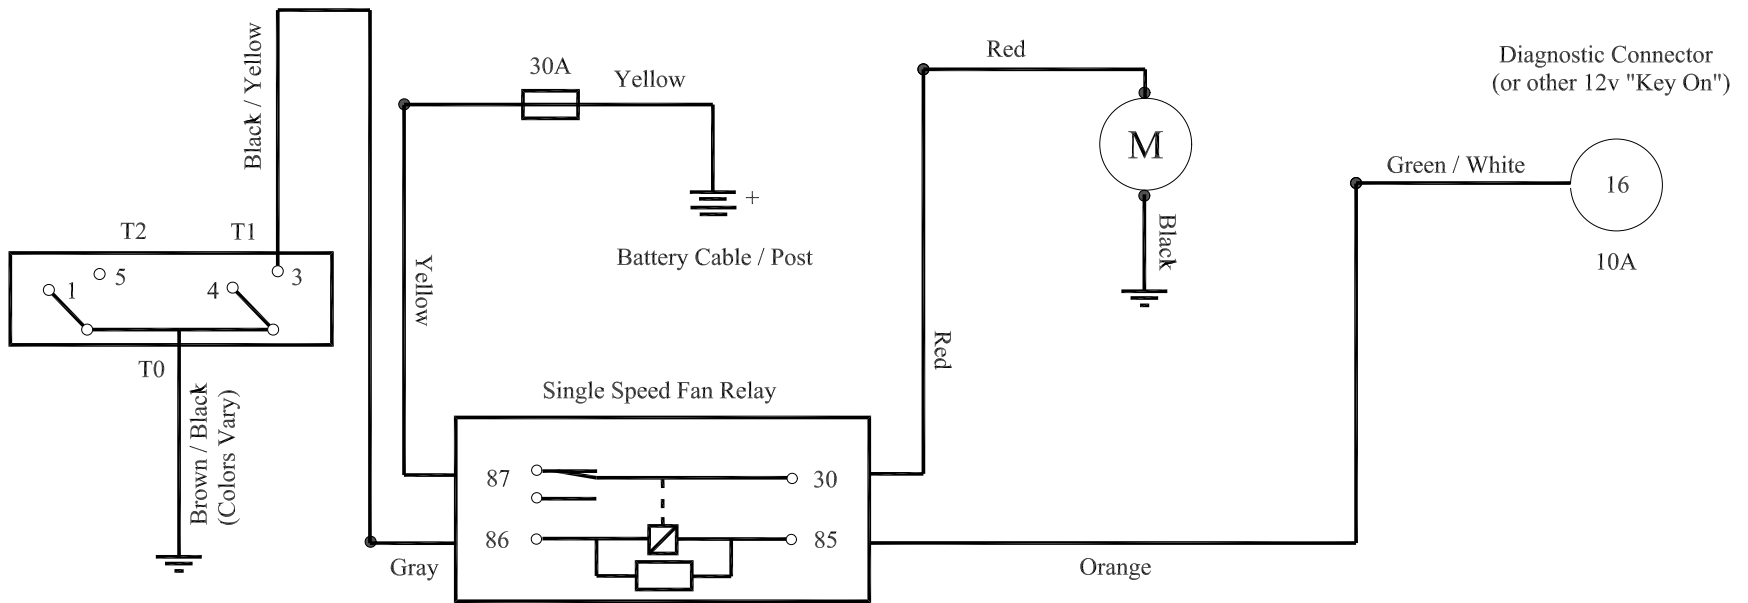 Red
Diagnostic Connector
(or other 12v "Key On")
30A
Yellow
Black / Yellow
M
Green / White
16
10A
+
Battery Cable / Post
Black
T2
T1
5
3
1
4
T0
Yellow
Red
Brown / Black
(Colors Vary)
Single Speed Fan Relay
87
30
86
85
Gray
Orange